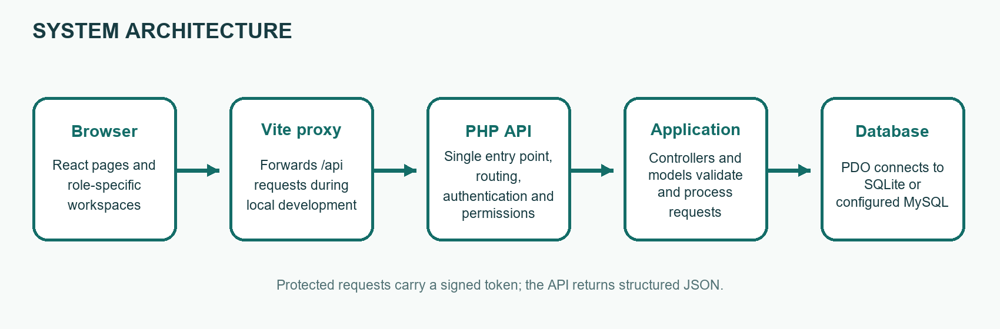 SYSTEM ARCHITECTURE
Browser
React pages and
role-specific
workspaces
Vite proxy
Forwards /api
requests during
local development
PHP API
Single entry point,
routing,
authentication and
permissions
Application
Controllers and
models validate
and process
requests
Database
PDO connects to
SQLite or
configured MySQL
Protected requests carry a signed token; the API returns structured JSON.